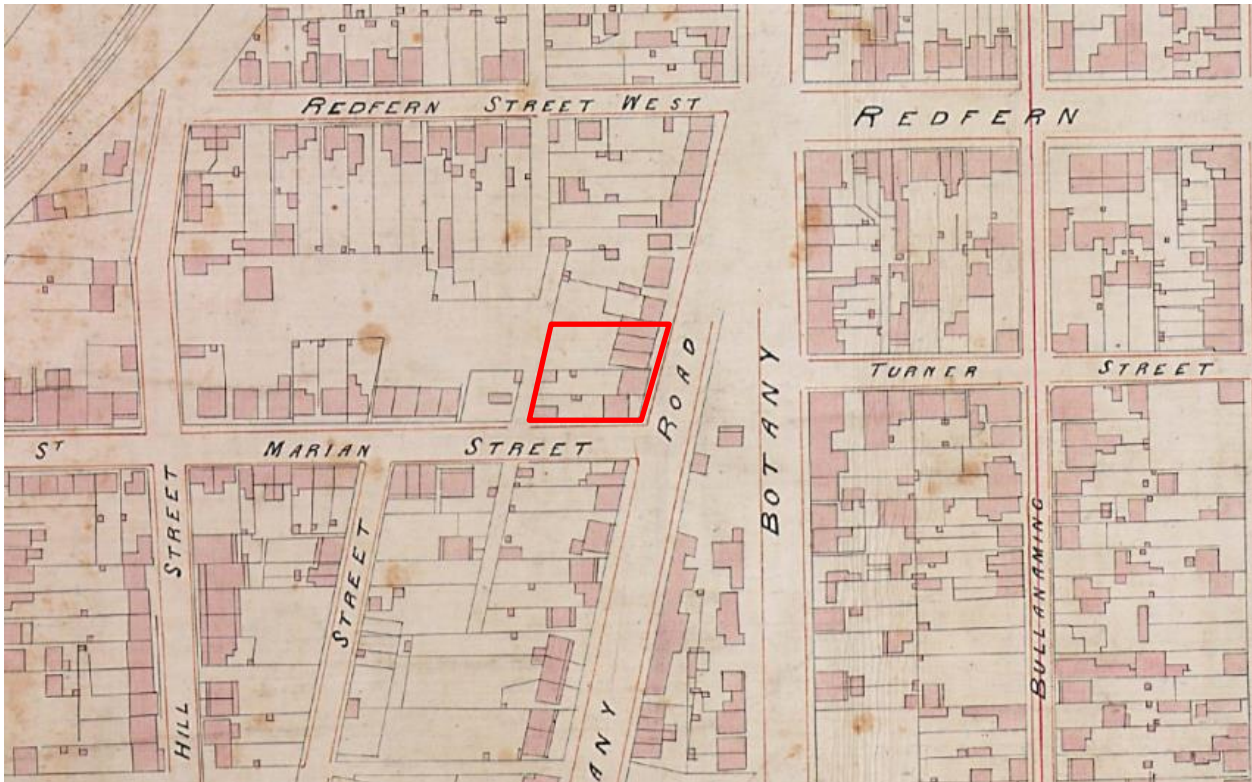 REDFERN STREET WEST
REDFERN
TURNER STREET
ROAD
BOTANY
ST
MARIAN STREET
STREET
STREET
BULLANAMING
HILL
ANY